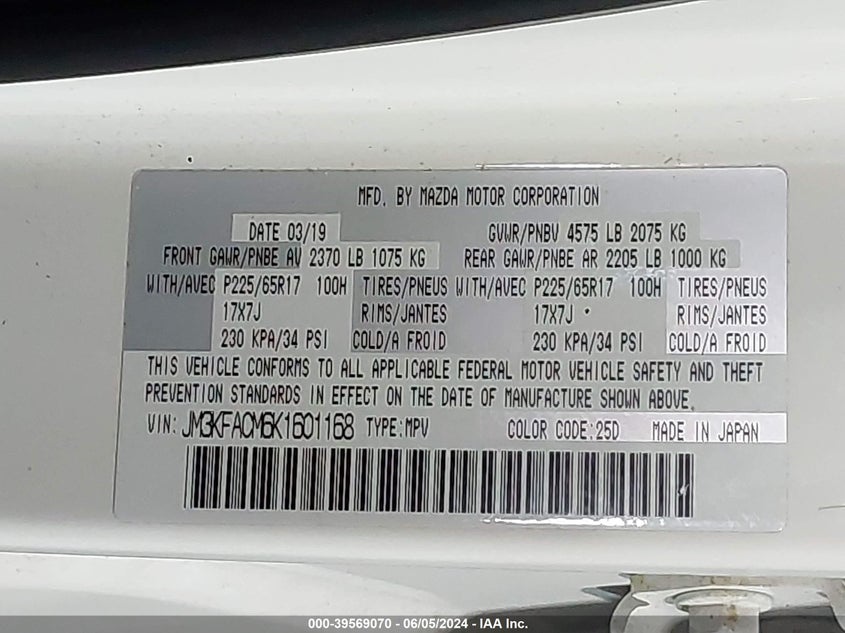 MFD. BY MAZDA MOTOR CORPORATION
DATE 03/19 GVWR/PNBV 4575 LB 2075 KG
FRONT GAWR/PNBE AV 2370 LB 1075 KG REAR GAWR/PNBE AR 2205 LB 1000 KG
WITH/AVEC P225/65R17 100H TIRES/PNEUS WITH/AVEC P225/65R17 100H TIRES/PNEUS
17X7J RIMS/JANTES 17X7J RIMS/JANTES
230 KPA/34 PSI COLD/A FROID 230 KPA/34 PSI COLD/A FROID
THIS VEHICLE CONFORMS TO ALL APPLICABLE FEDERAL MOTOR VEHICLE SAFETY AND THEFT
PREVENTION STANDARDS IN EFFECT ON THE DATE OF MANUFACTURE SHOWN ABOVE.
VIN: JM3KFACM6K1601168 TYPE:MPV COLOR CODE:25D MADE IN JAPAN
000-39569070 - 06/05/2024 - IAA Inc.